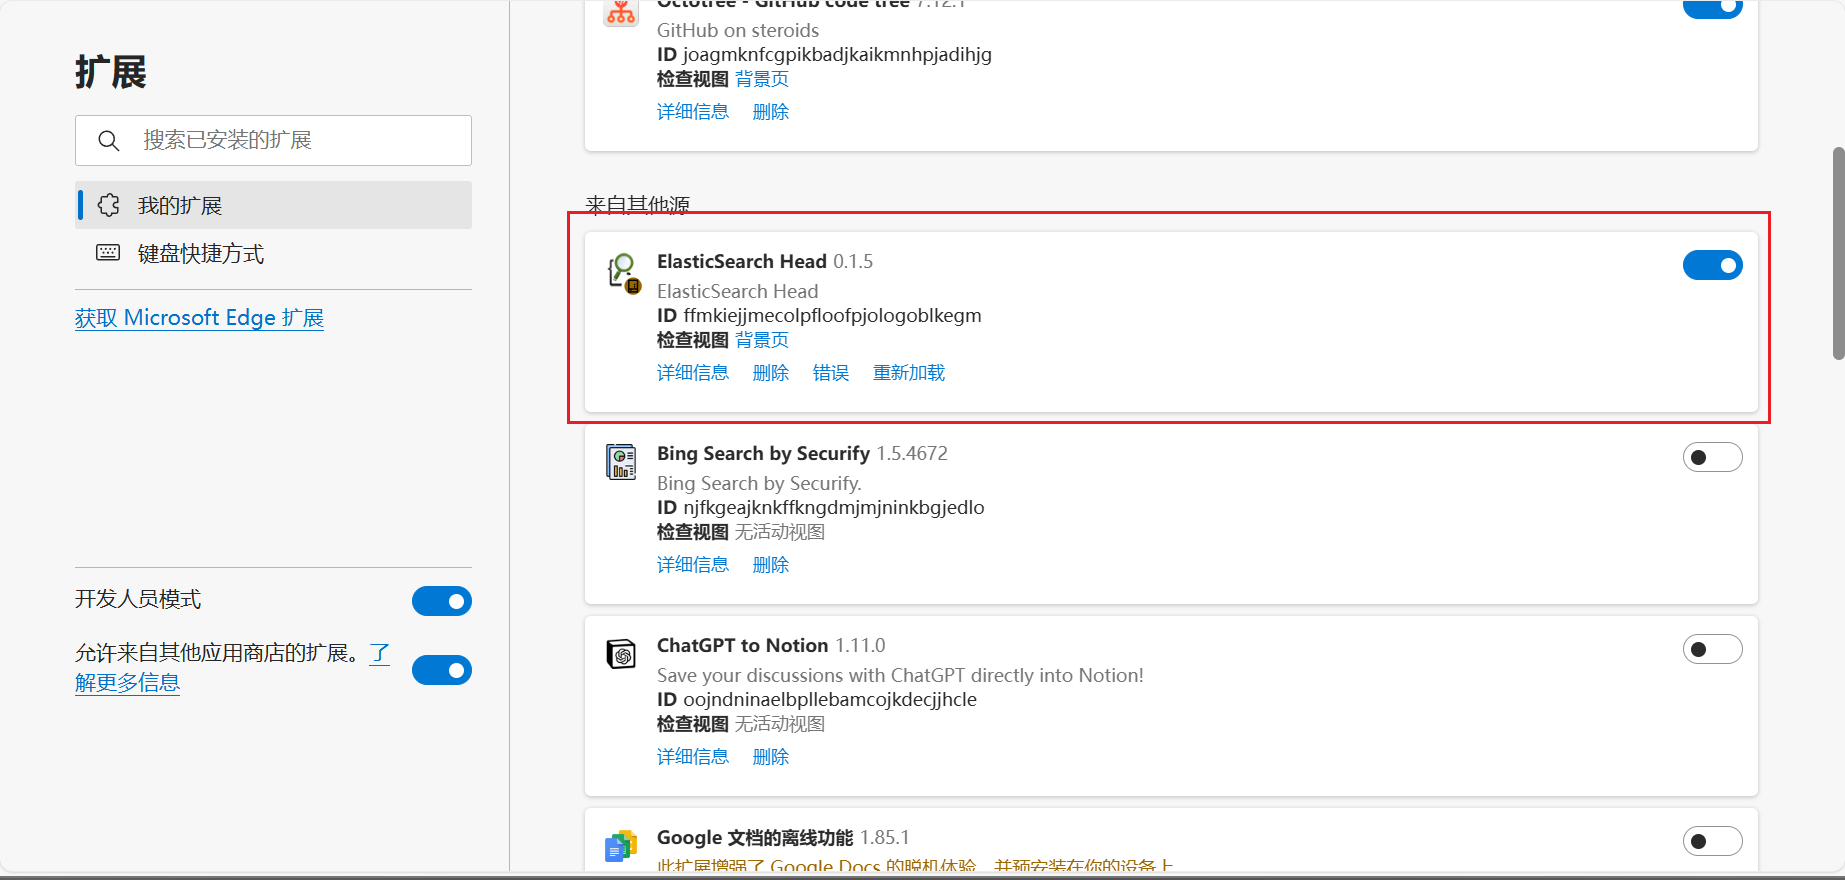 扩展
搜索已安装的扩展
我的扩展
键盘快捷方式
获取 Microsoft Edge 扩展
开发人员模式
允许来自其他应用商店的扩展。了
解更多信息
Octotree - GitHub code tree 7.12.1
GitHub on steroids
ID joagmknfcgpikbadjkaikmnhpjadihjg
检查视图 背景页
详细信息 删除
来自其他源
ElasticSearch Head 0.1.5
ElasticSearch Head
ID ffmkiejjmecolpfloofpjologoblkegm
检查视图 背景页
详细信息 删除 错误 重新加载
Bing Search by Securify 1.5.4672
Bing Search by Securify.
ID njfkgeajknkffkngdmjmjninkbgjedlo
检查视图 无活动视图
详细信息 删除
ChatGPT to Notion 1.11.0
Save your discussions with ChatGPT directly into Notion!
ID oojndninaelbpllebamcojkdecjjhcle
检查视图 无活动视图
详细信息 删除
Google 文档的离线功能 1.85.1
此扩展增强了 Google Docs 的脱机体验，并预安装在你的设备上